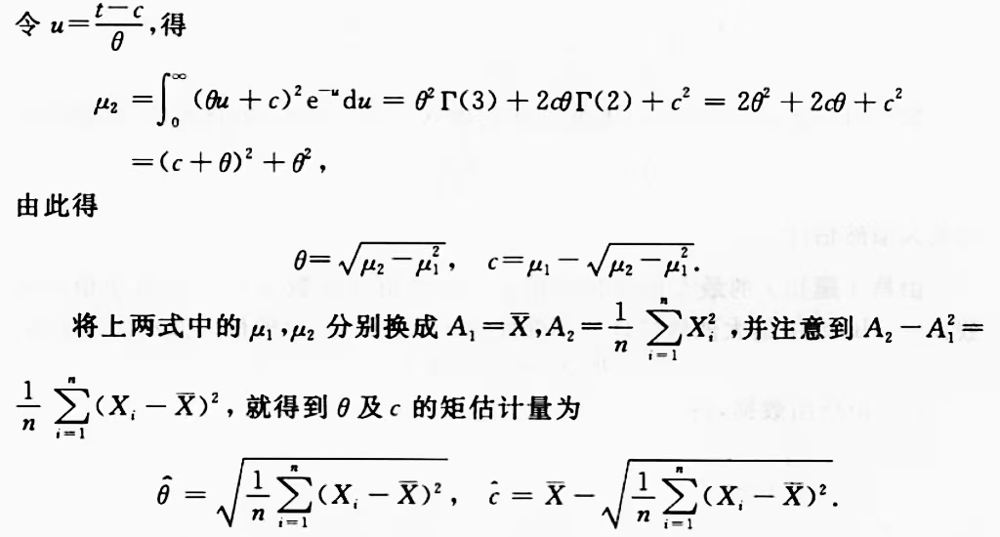 令 $u=\frac{t-c}{\theta}$,得
$\mu_2 = \int_0^{\infty} (\theta u + c)^2 e^{-u} du = \theta^2 \Gamma(3) + 2c\theta \Gamma(2) + c^2 = 2\theta^2 + 2c\theta + c^2$
$= (c + \theta)^2 + \theta^2$,
由此得
$\theta = \sqrt{\mu_2 - \mu_1^2}, \quad c = \mu_1 - \sqrt{\mu_2 - \mu_1^2}.$
将上两式中的 $\mu_1, \mu_2$ 分别换成 $A_1 = \overline{X}, A_2 = \frac{1}{n} \sum_{i=1}^{n} X_i^2$,并注意到 $A_2 - A_1^2 =$
$\frac{1}{n} \sum_{i=1}^{n} (X_i - \overline{X})^2$, 就得到 $\theta$ 及 $c$ 的矩估计量为
$\hat{\theta} = \sqrt{\frac{1}{n} \sum_{i=1}^{n} (X_i - \overline{X})^2}, \quad \hat{c} = \overline{X} - \sqrt{\frac{1}{n} \sum_{i=1}^{n} (X_i - \overline{X})^2}.$